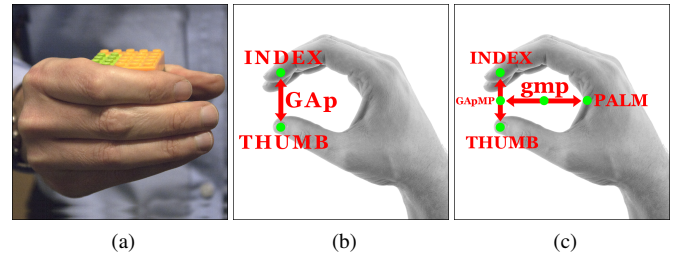 INDEX
GAp
THUMB
INDEX
gmp
GApMP
PALM
THUMB
(a)
(b)
(c)